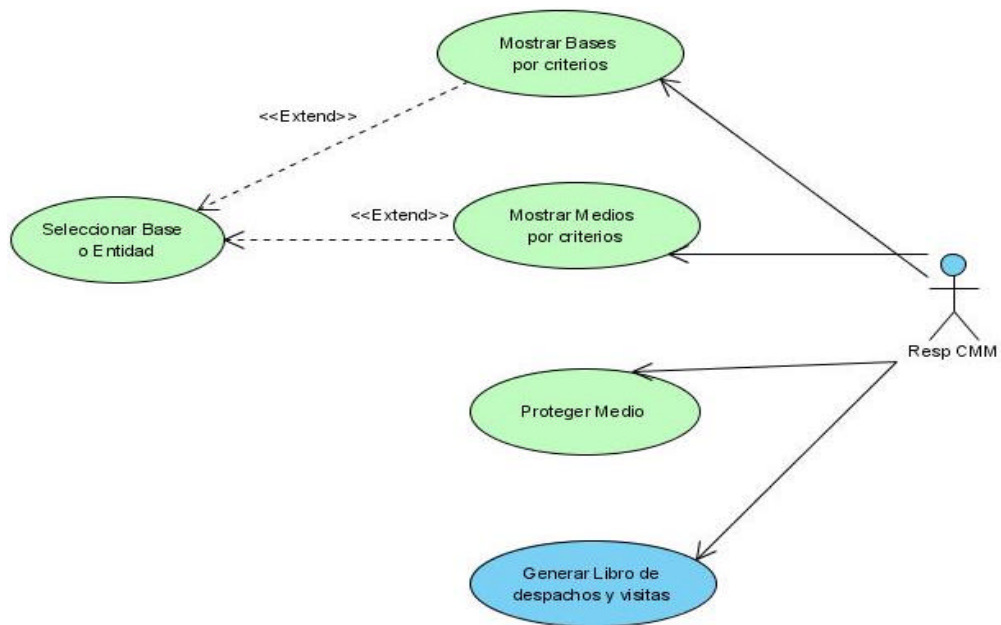 Mostrar Bases
por criterios
<<Extend>>
Seleccionar Base
o Entidad
<<Extend>>
Mostrar Medios
por criterios
Resp CMM
Proteger Medio
Generar Libro de
despachos y visitas